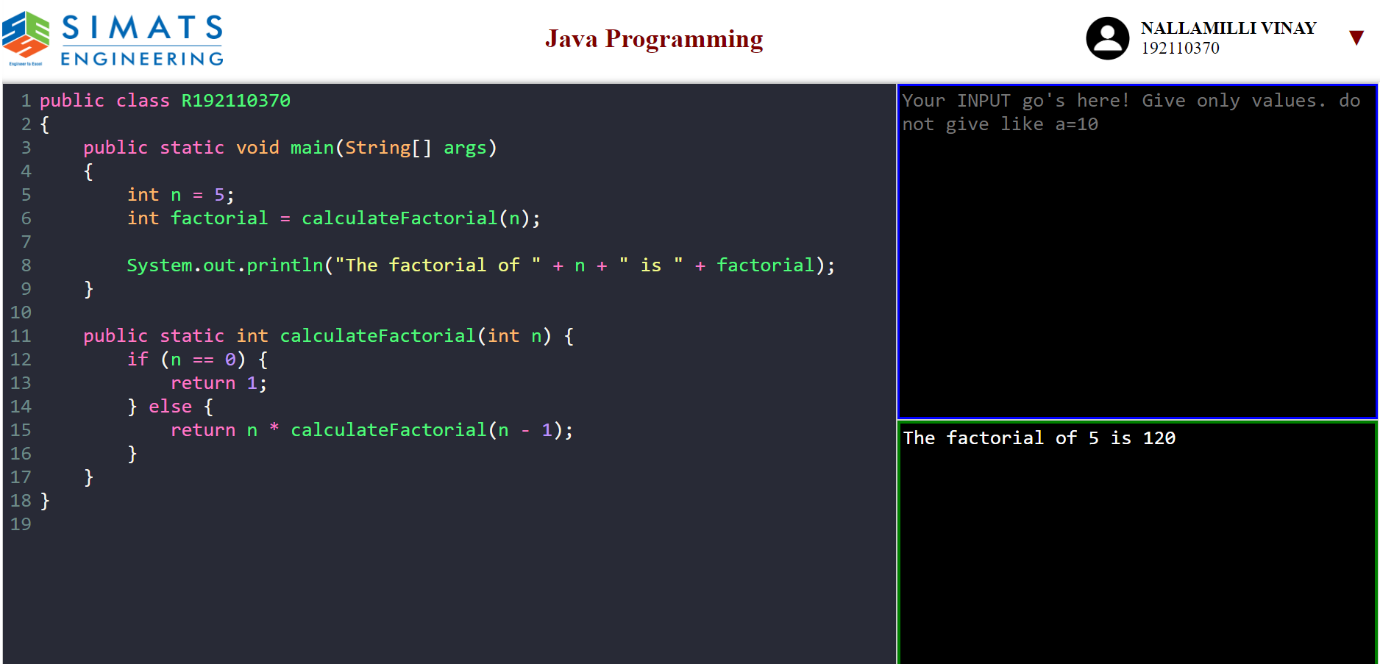 SIMATS
ENGINEERING
Engineer to Excel
Java Programming
NALLAMILLI VINAY
192110370
▼
1 public class R192110370
2 {
3     public static void main(String[] args)
4     {
5         int n = 5;
6         int factorial = calculateFactorial(n);
7
8         System.out.println("The factorial of " + n + " is " + factorial);
9     }
10
11     public static int calculateFactorial(int n) {
12         if (n == 0) {
13             return 1;
14         } else {
15             return n * calculateFactorial(n - 1);
16         }
17     }
18 }
19
Your INPUT go's here! Give only values. do
not give like a=10
The factorial of 5 is 120